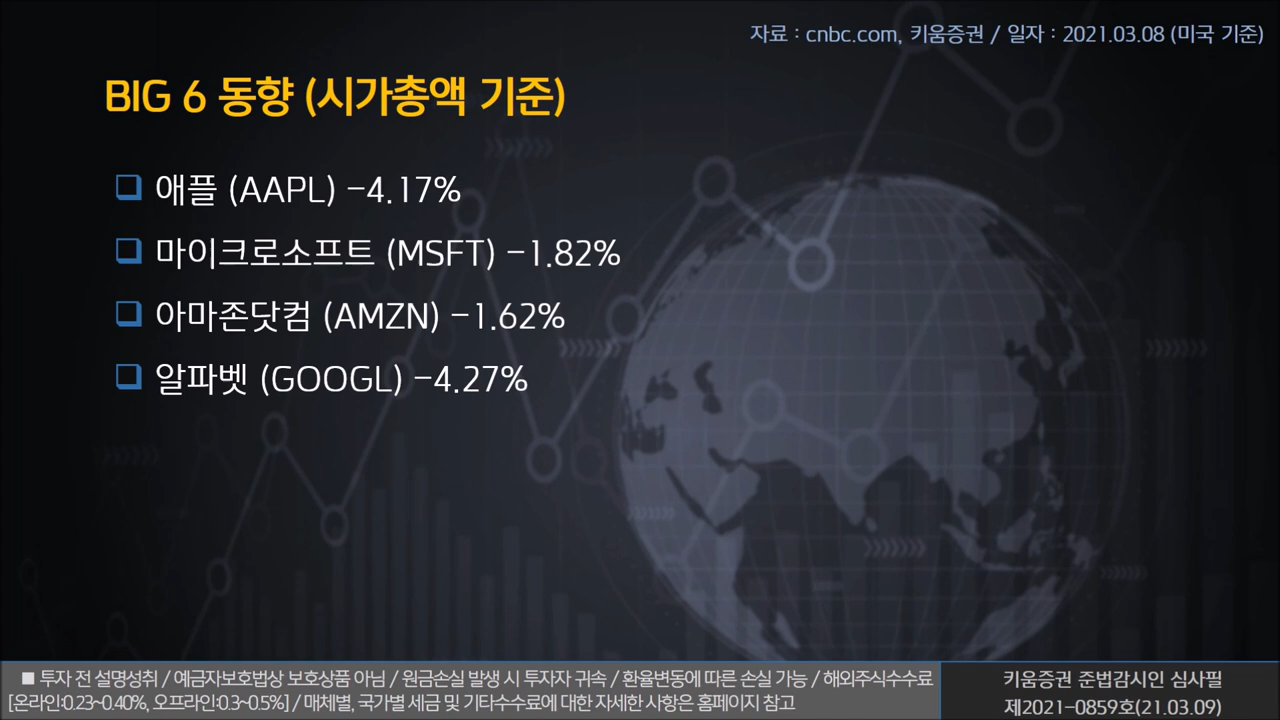 자료 : cnbc.com, 키움증권 / 일자 : 2021.03.08 (미국 기준)
BIG 6 동향 (시가총액 기준)
❑ 애플 (AAPL) -4.17%
❑ 마이크로소프트 (MSFT) -1.82%
❑ 아마존닷컴 (AMZN) -1.62%
❑ 알파벳 (GOOGL) -4.27%
■ 투자 전 설명성취 / 예금자보호법상 보호상품 아님 / 원금손실 발생 시 투자자 귀속 / 환율변동에 따른 손실 가능 / 해외주식수수료
[온라인:0.23~0.40%, 오프라인:0.3~0.5%] / 매체별, 국가별 세금 및 기타수수료에 대한 자세한 사항은 홈페이지 참고
키움증권 준법감시인 심사필
제2021-0859호(21.03.09)